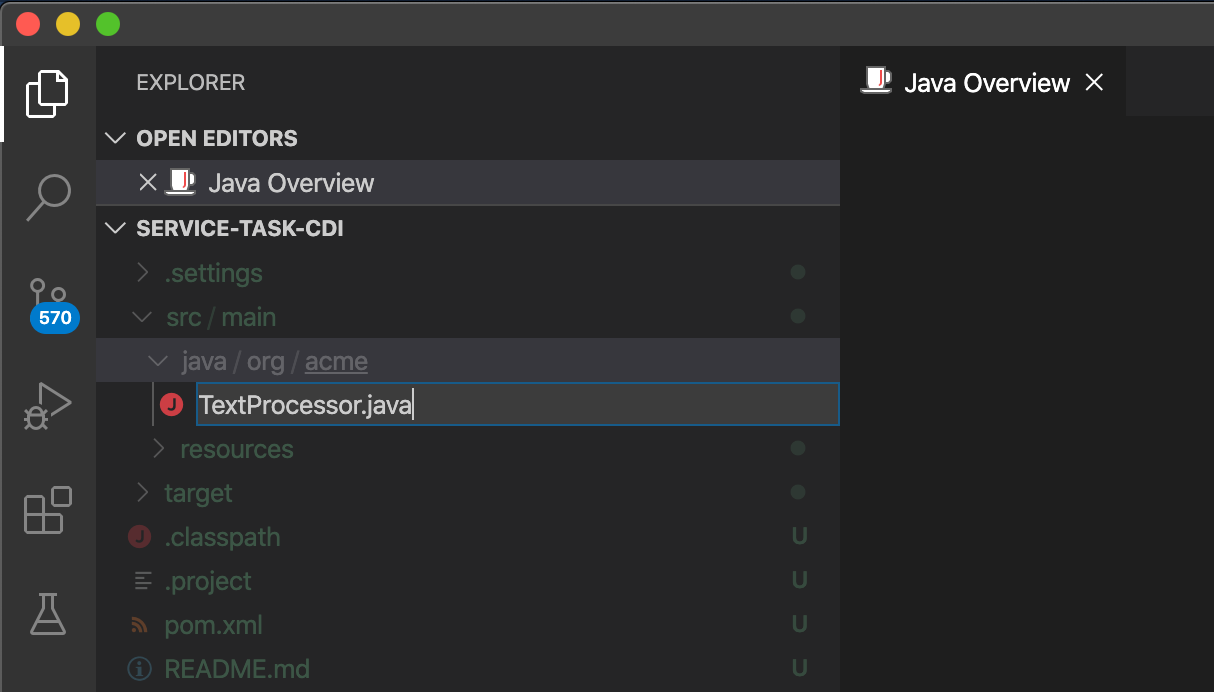 EXPLORER
OPEN EDITORS
Java Overview
SERVICE-TASK-CDI
.settings
src / main
java / org / acme
TextProcessor.java
resources
target
.classpath U
.project U
pom.xml U
README.md U
570
Java Overview